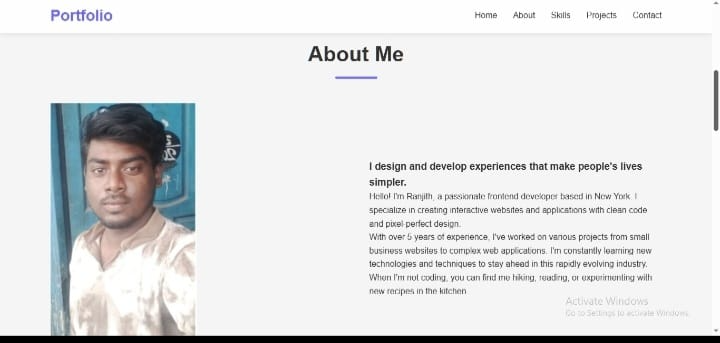 Portfolio
Home About Skills Projects Contact
About Me
I design and develop experiences that make people's lives
simpler.
Hello! I'm Ranjith, a passionate frontend developer based in New York. I
specialize in creating interactive websites and applications with clean code
and pixel-perfect design.
With over 5 years of experience, I've worked on various projects from small
business websites to complex web applications. I'm constantly learning new
technologies and techniques to stay ahead in this rapidly evolving industry.
When I'm not coding, you can find me hiking, reading, or experimenting with
new recipes in the kitchen.
Activate Windows
Go to Settings to activate Windows.